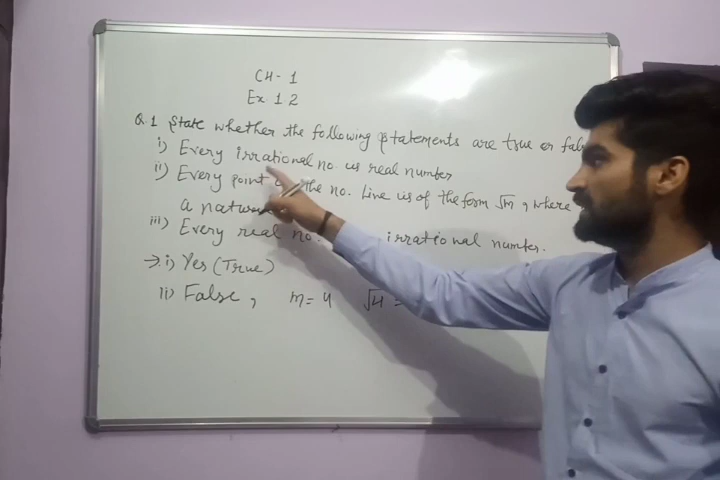 CH- 1
Ex. 1 2
Q.1 State whether the following statements are true or fals
i) Every irrational no. is real number
ii) Every point the no. line is of the form √m, where
a natur
iii) Every real no. irrational number.
→ i) Yes (True)
ii) False, m = 4 √4 =